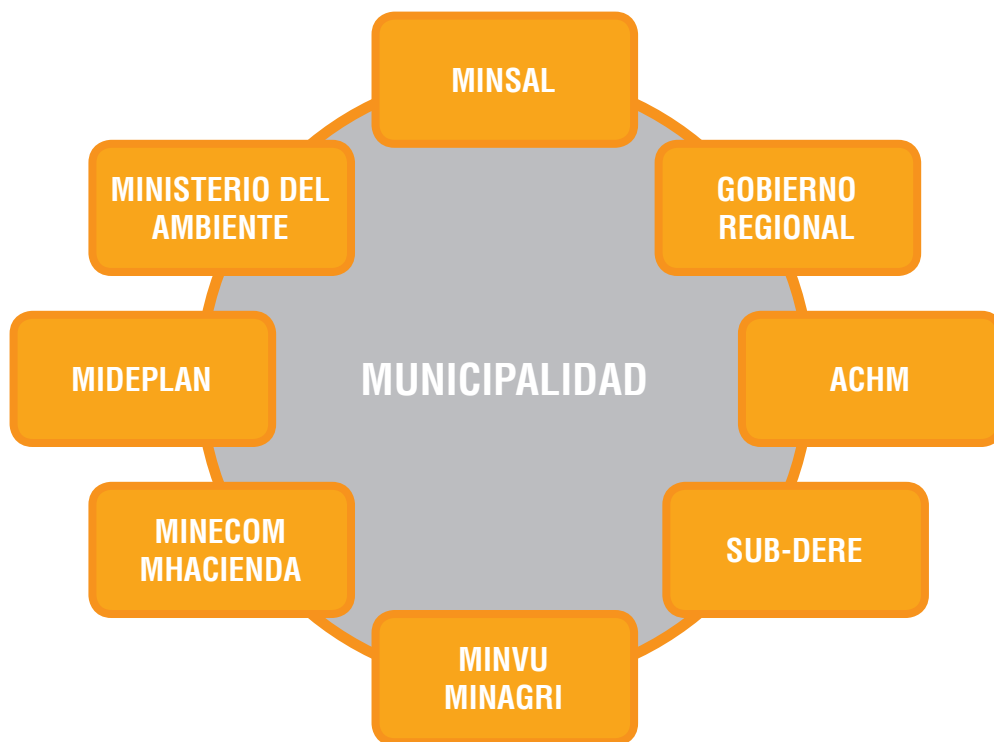 MINSAL
MINISTERIO DEL
AMBIENTE
GOBIERNO
REGIONAL
MIDEPLAN
MUNICIPALIDAD
ACHM
MINECOM
MHACIENDA
SUB-DERE
MINVU
MINAGRI